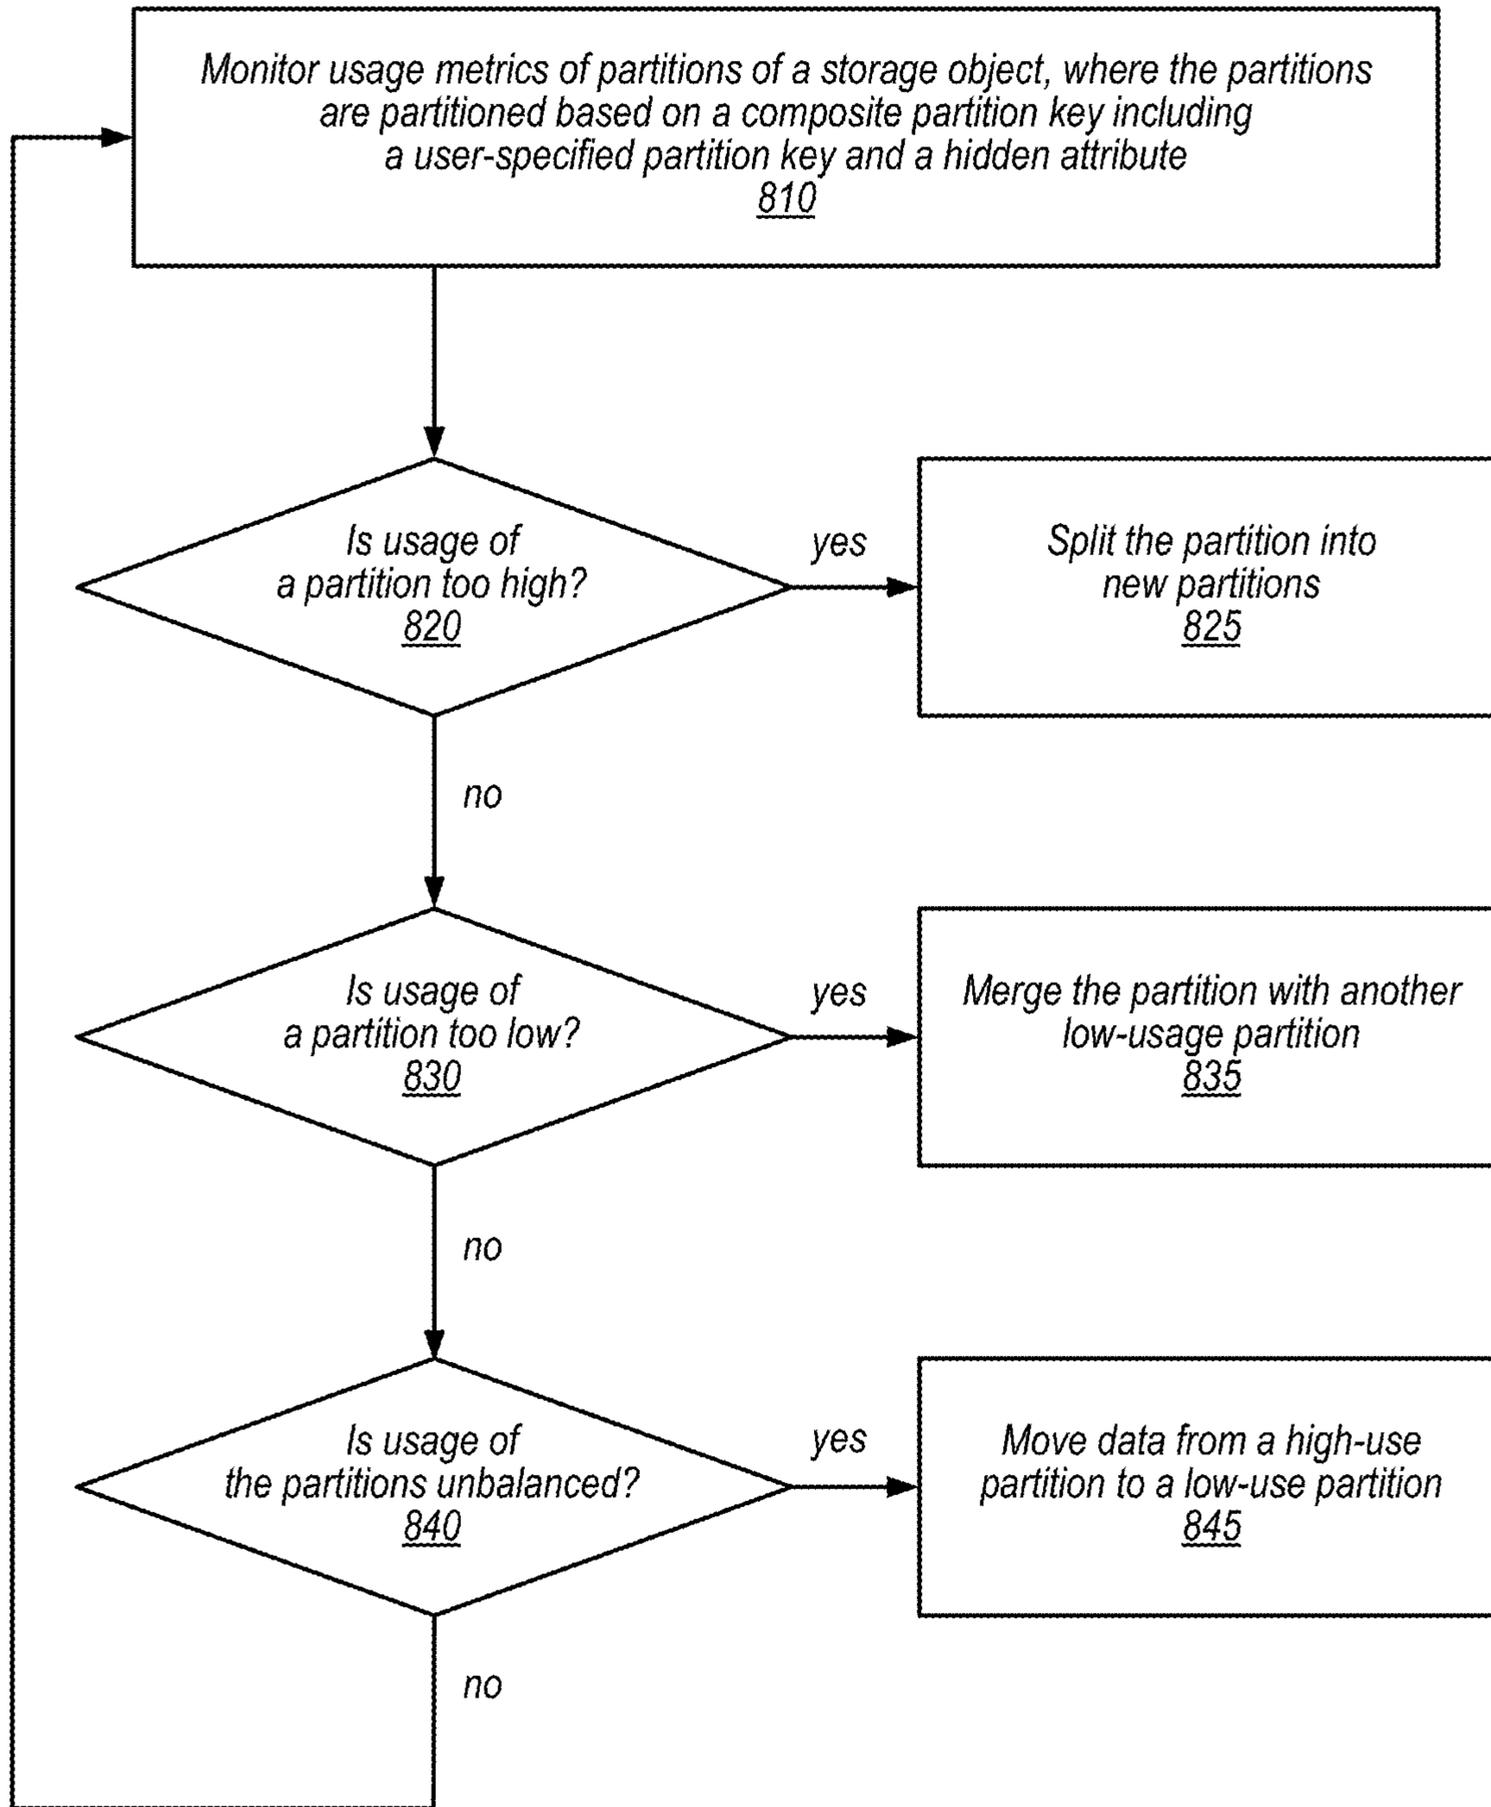 Monitor usage metrics of partitions of a storage object, where the partitions
are partitioned based on a composite partition key including
a user-specified partition key and a hidden attribute
810
Is usage of
a partition too high?
820
yes
Split the partition into
new partitions
825
no
Is usage of
a partition too low?
830
yes
Merge the partition with another
low-usage partition
835
no
Is usage of
the partitions unbalanced?
840
yes
Move data from a high-use
partition to a low-use partition
845
no